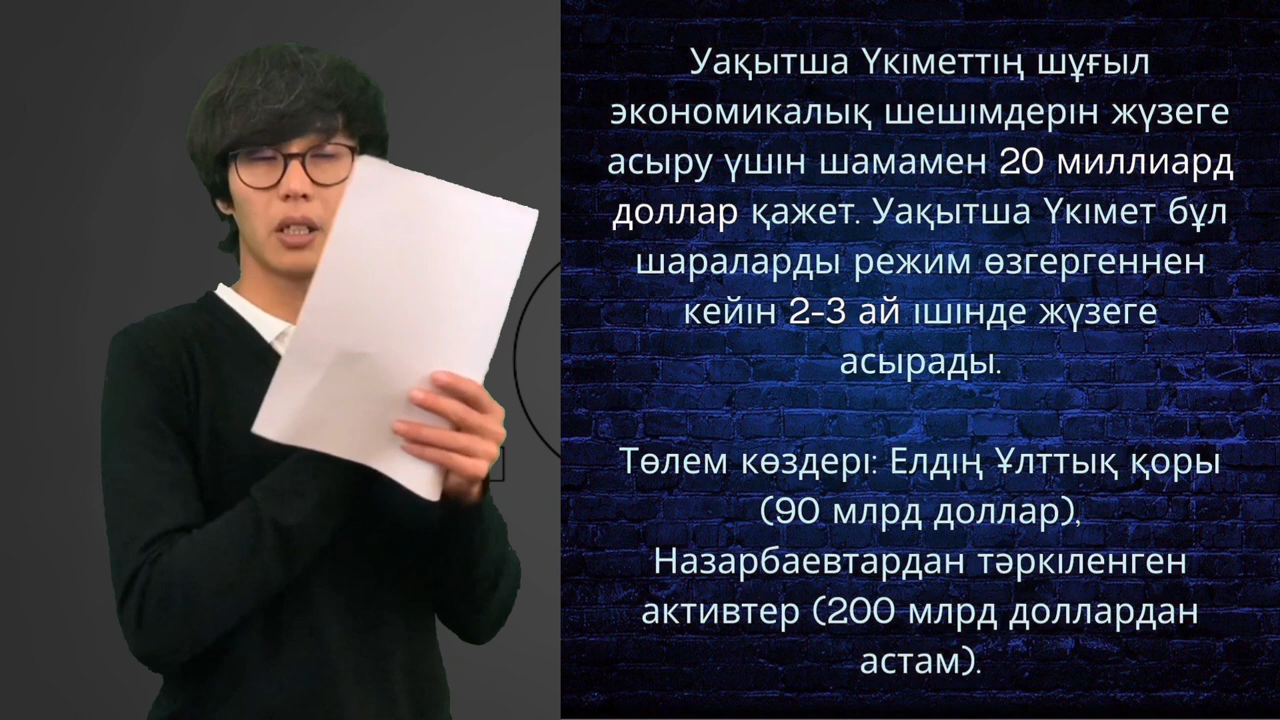 Уақытша Үкіметтің шұғыл
экономикалық шешімдерін жүзеге
асыру үшін шамамен 20 миллиард
доллар қажет. Уақытша Үкімет бұл
шараларды режим өзгергеннен
кейін 2-3 ай ішінде жүзеге
асырады.
Төлем көздері: Елдің Ұлттық қоры
(90 млрд доллар),
Назарбаевтардан тәркіленген
активтер (200 млрд доллардан
астам).